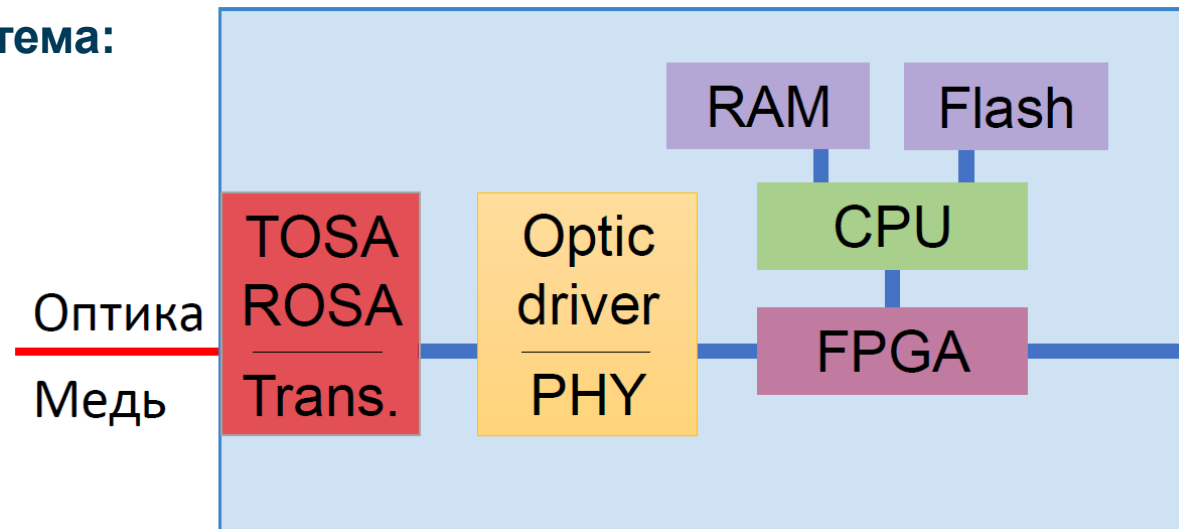 тема:
RAM
Flash
CPU
FPGA
TOSA
ROSA
Trans.
Optic
driver
PHY
Оптика
Медь